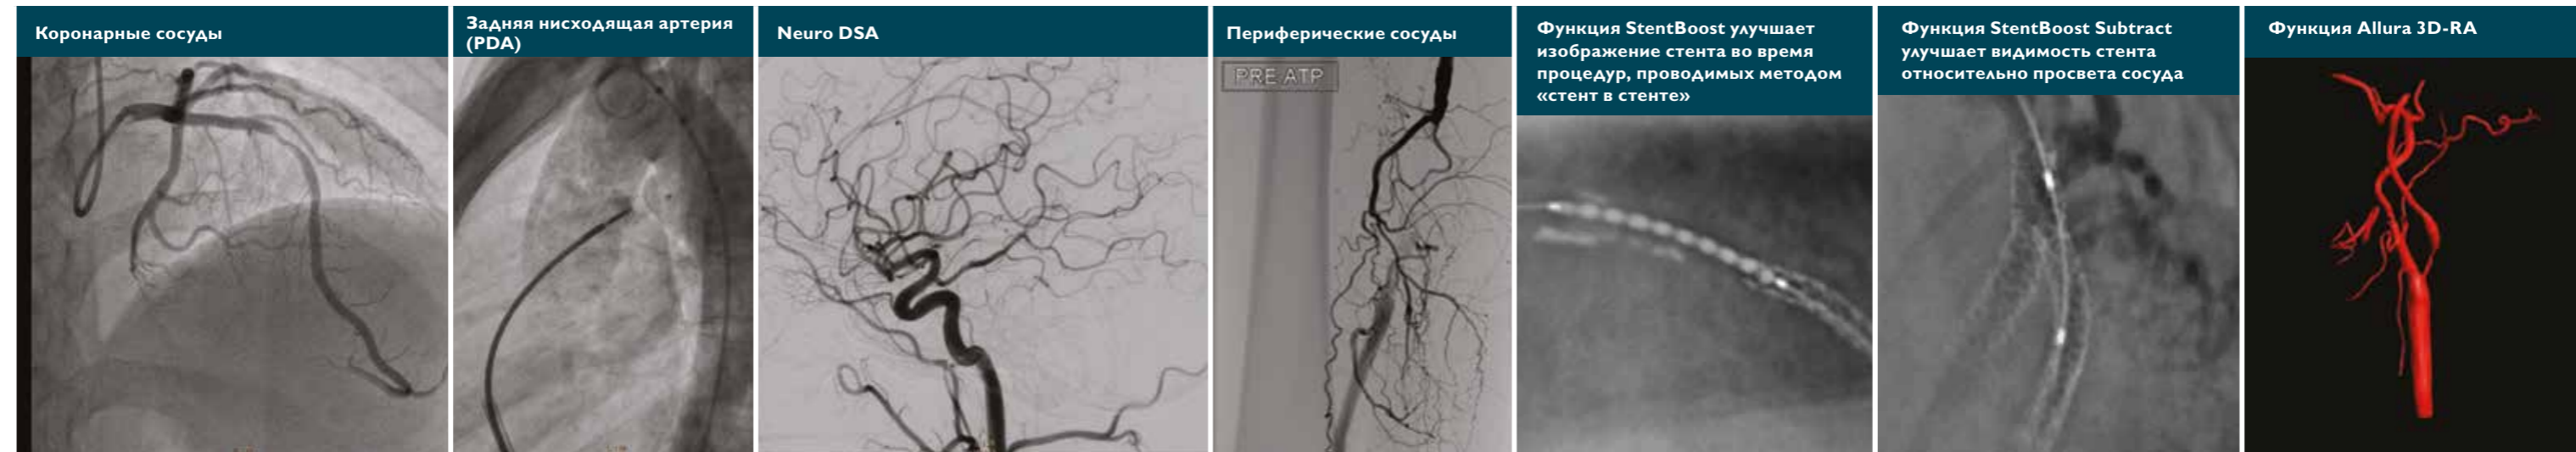 Коронарные сосуды
Задняя нисходящая артерия
(PDA)
Neuro DSA
Периферические сосуды
PRE ATP
Функция StentBoost улучшает
изображение стента во время
процедур, проводимых методом
«стент в стенте»
Функция StentBoost Subtract
улучшает видимость стента
относительно просвета сосуда
Функция Allura 3D-RA